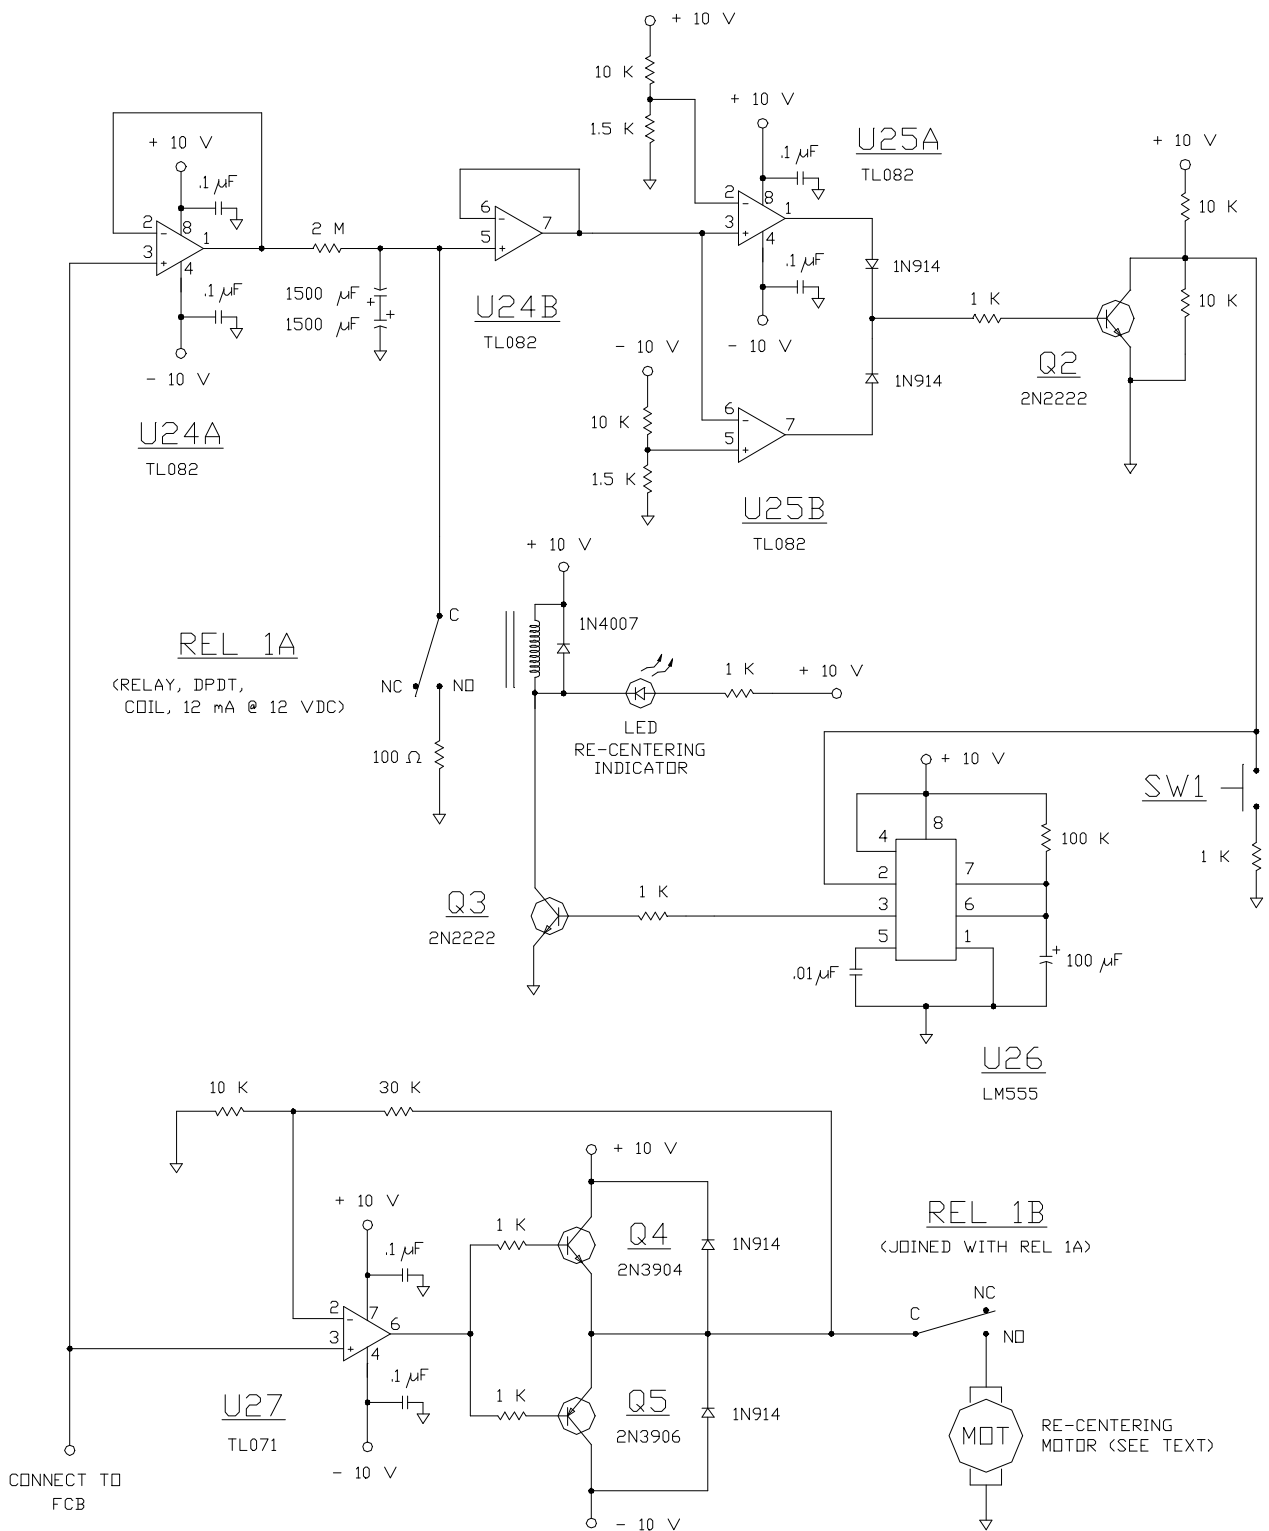 + 10 V
10 K
1.5 K
+ 10 V
.1 µF
U25A
TL082
2
3
8
1
4
.1 µF
- 10 V
+ 10 V
.1 µF
2
3
8
1
4
.1 µF
- 10 V
U24A
TL082
2 M
1500 µF +
1500 µF +
6
5
7
U24B
TL082
- 10 V
10 K
1.5 K
6
5
7
U25B
TL082
1N914
1N914
1 K
Q2
2N2222
+ 10 V
10 K
10 K
REL 1A
(RELAY, DPDT,
COIL, 12 mA @ 12 VDC)
C
NC
NO
100 Ω
+ 10 V
1N4007
1 K
+ 10 V
LED
RE-CENTERING
INDICATOR
Q3
2N2222
1 K
+ 10 V
8
4
2
3
5
7
6
1
100 K
+
100 µF
.01 µF
U26
LM555
SW1
1 K
10 K
30 K
+ 10 V
.1 µF
2
3
7
6
4
.1 µF
- 10 V
U27
TL071
1 K
1 K
+ 10 V
Q4
2N3904
1N914
Q5
2N3906
1N914
- 10 V
REL 1B
(JOINED WITH REL 1A)
C
NC
NO
MOT
RE-CENTERING
MOTOR (SEE TEXT)
CONNECT TO
FCB